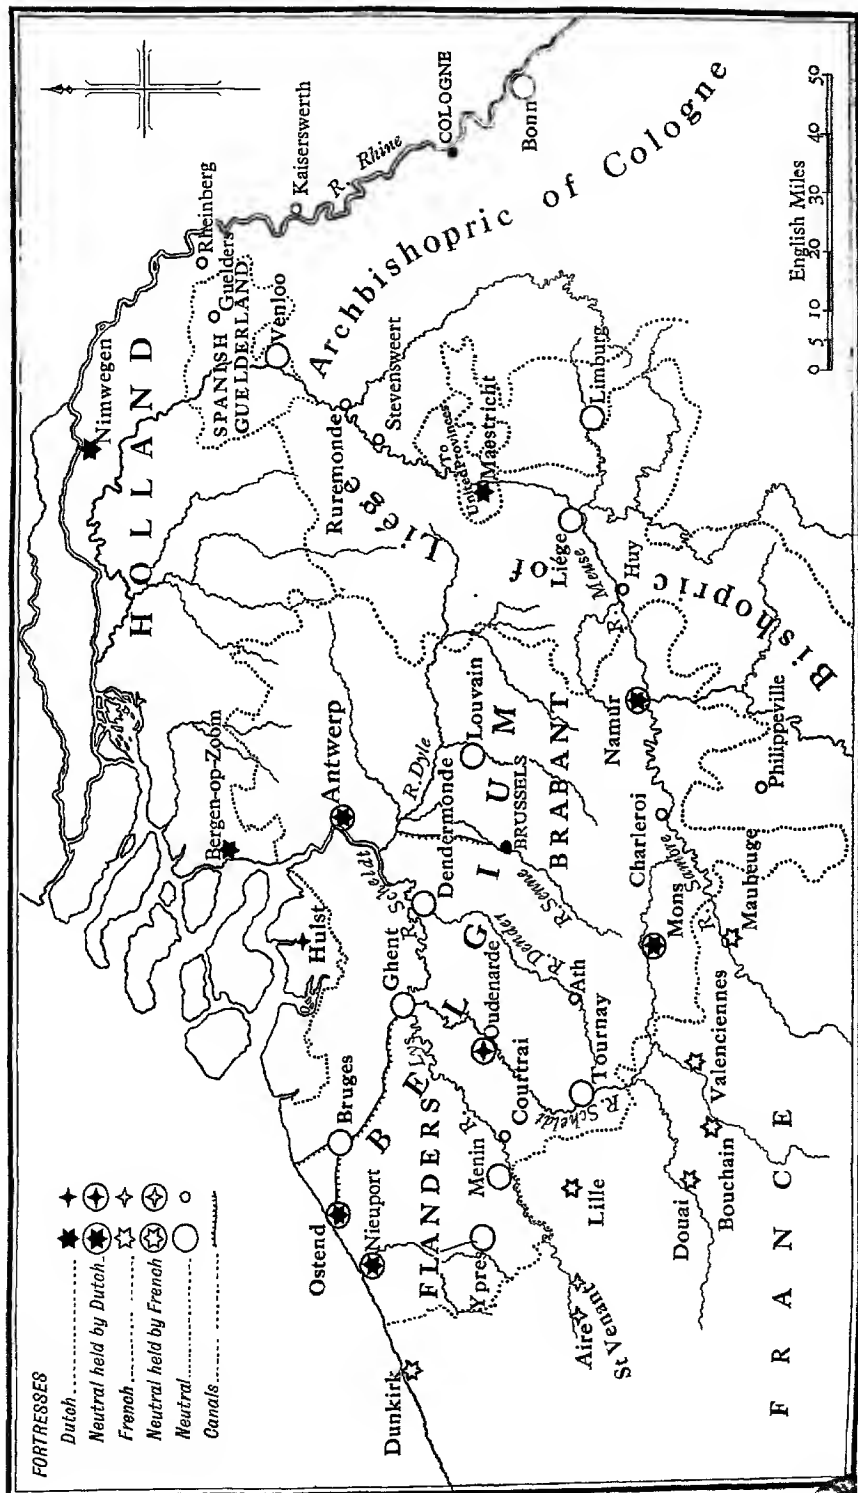 FORTRESSES
Dutch
Neutral held by Dutch
French
Neutral held by French
Neutral
Canals
HOLLAND
Nimwegen
Rheinberg
Guelders
SPANISH
GUELDERLAND
Kaiserswerth
Venloo
R. Rhine
COLOGNE
Bonn
Archbishopric of Cologne
Bergen-op-Zoom
Hulst
Antwerp
Ostend
Bruges
Nieuport
Ghent
R. Scheldt
Dendermonde
R. Dyle
Louvain
Ruremonde
Stevensweert
To
United Provinces
Maestricht
Dunkirk
FLANDERS
BELGIUM
Ypres
Menin
R. Lys
Courtrai
Oudenarde
R. Dender
Ath
R. Senne
BRUSSELS
BRABANT
Bishopric of Liége
Liége
Limburg
Huy
R. Meuse
Aire
St Venant
Lille
Tournay
R. Scheldt
Mons
Charleroi
Namur
R. Sambre
Douai
Bouchain
Valenciennes
Maubeuge
Philippeville
FRANCE
0 5 10 20 30 40 50
English Miles